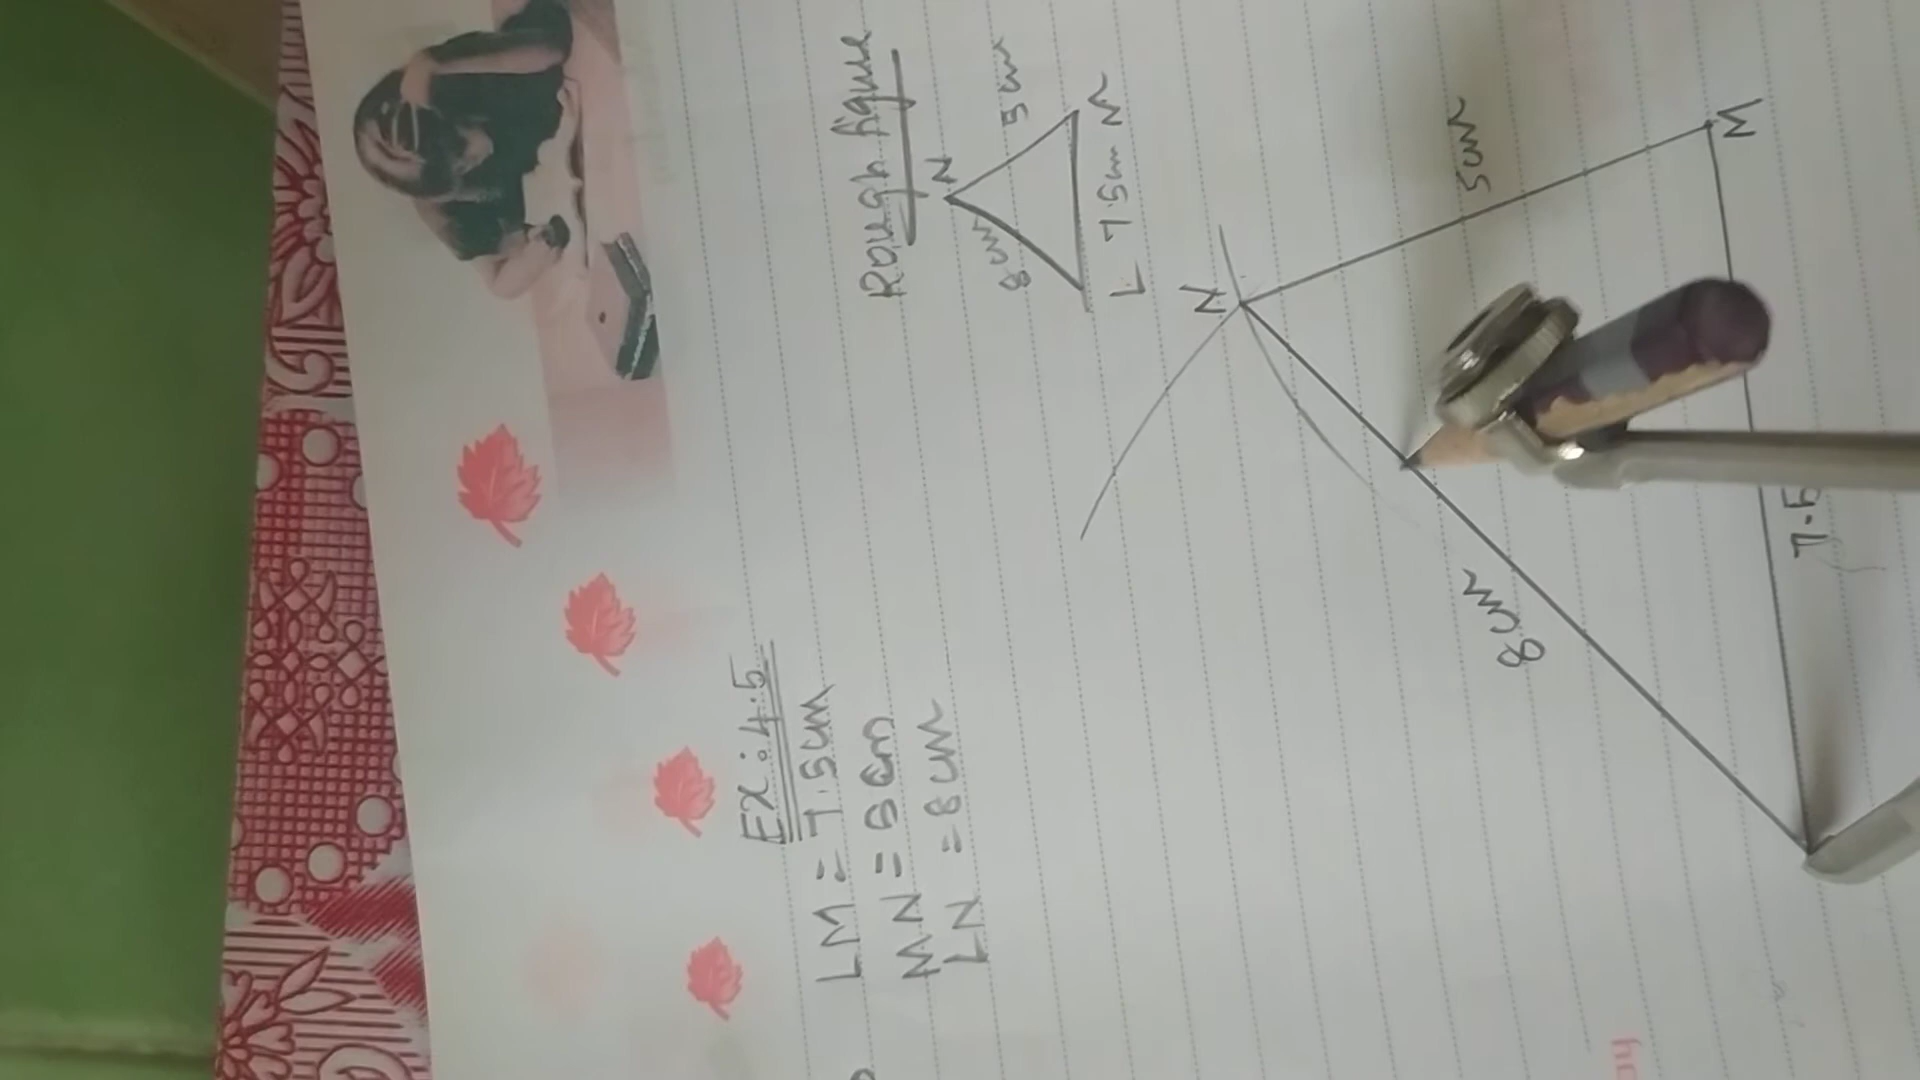 Ex: 4.5
LM = 7.5cm
MN = 5cm
LN = 8cm
Rough figure
N
8cm
5cm
L 7.5cm M
N
5cm
8cm
M
7.5